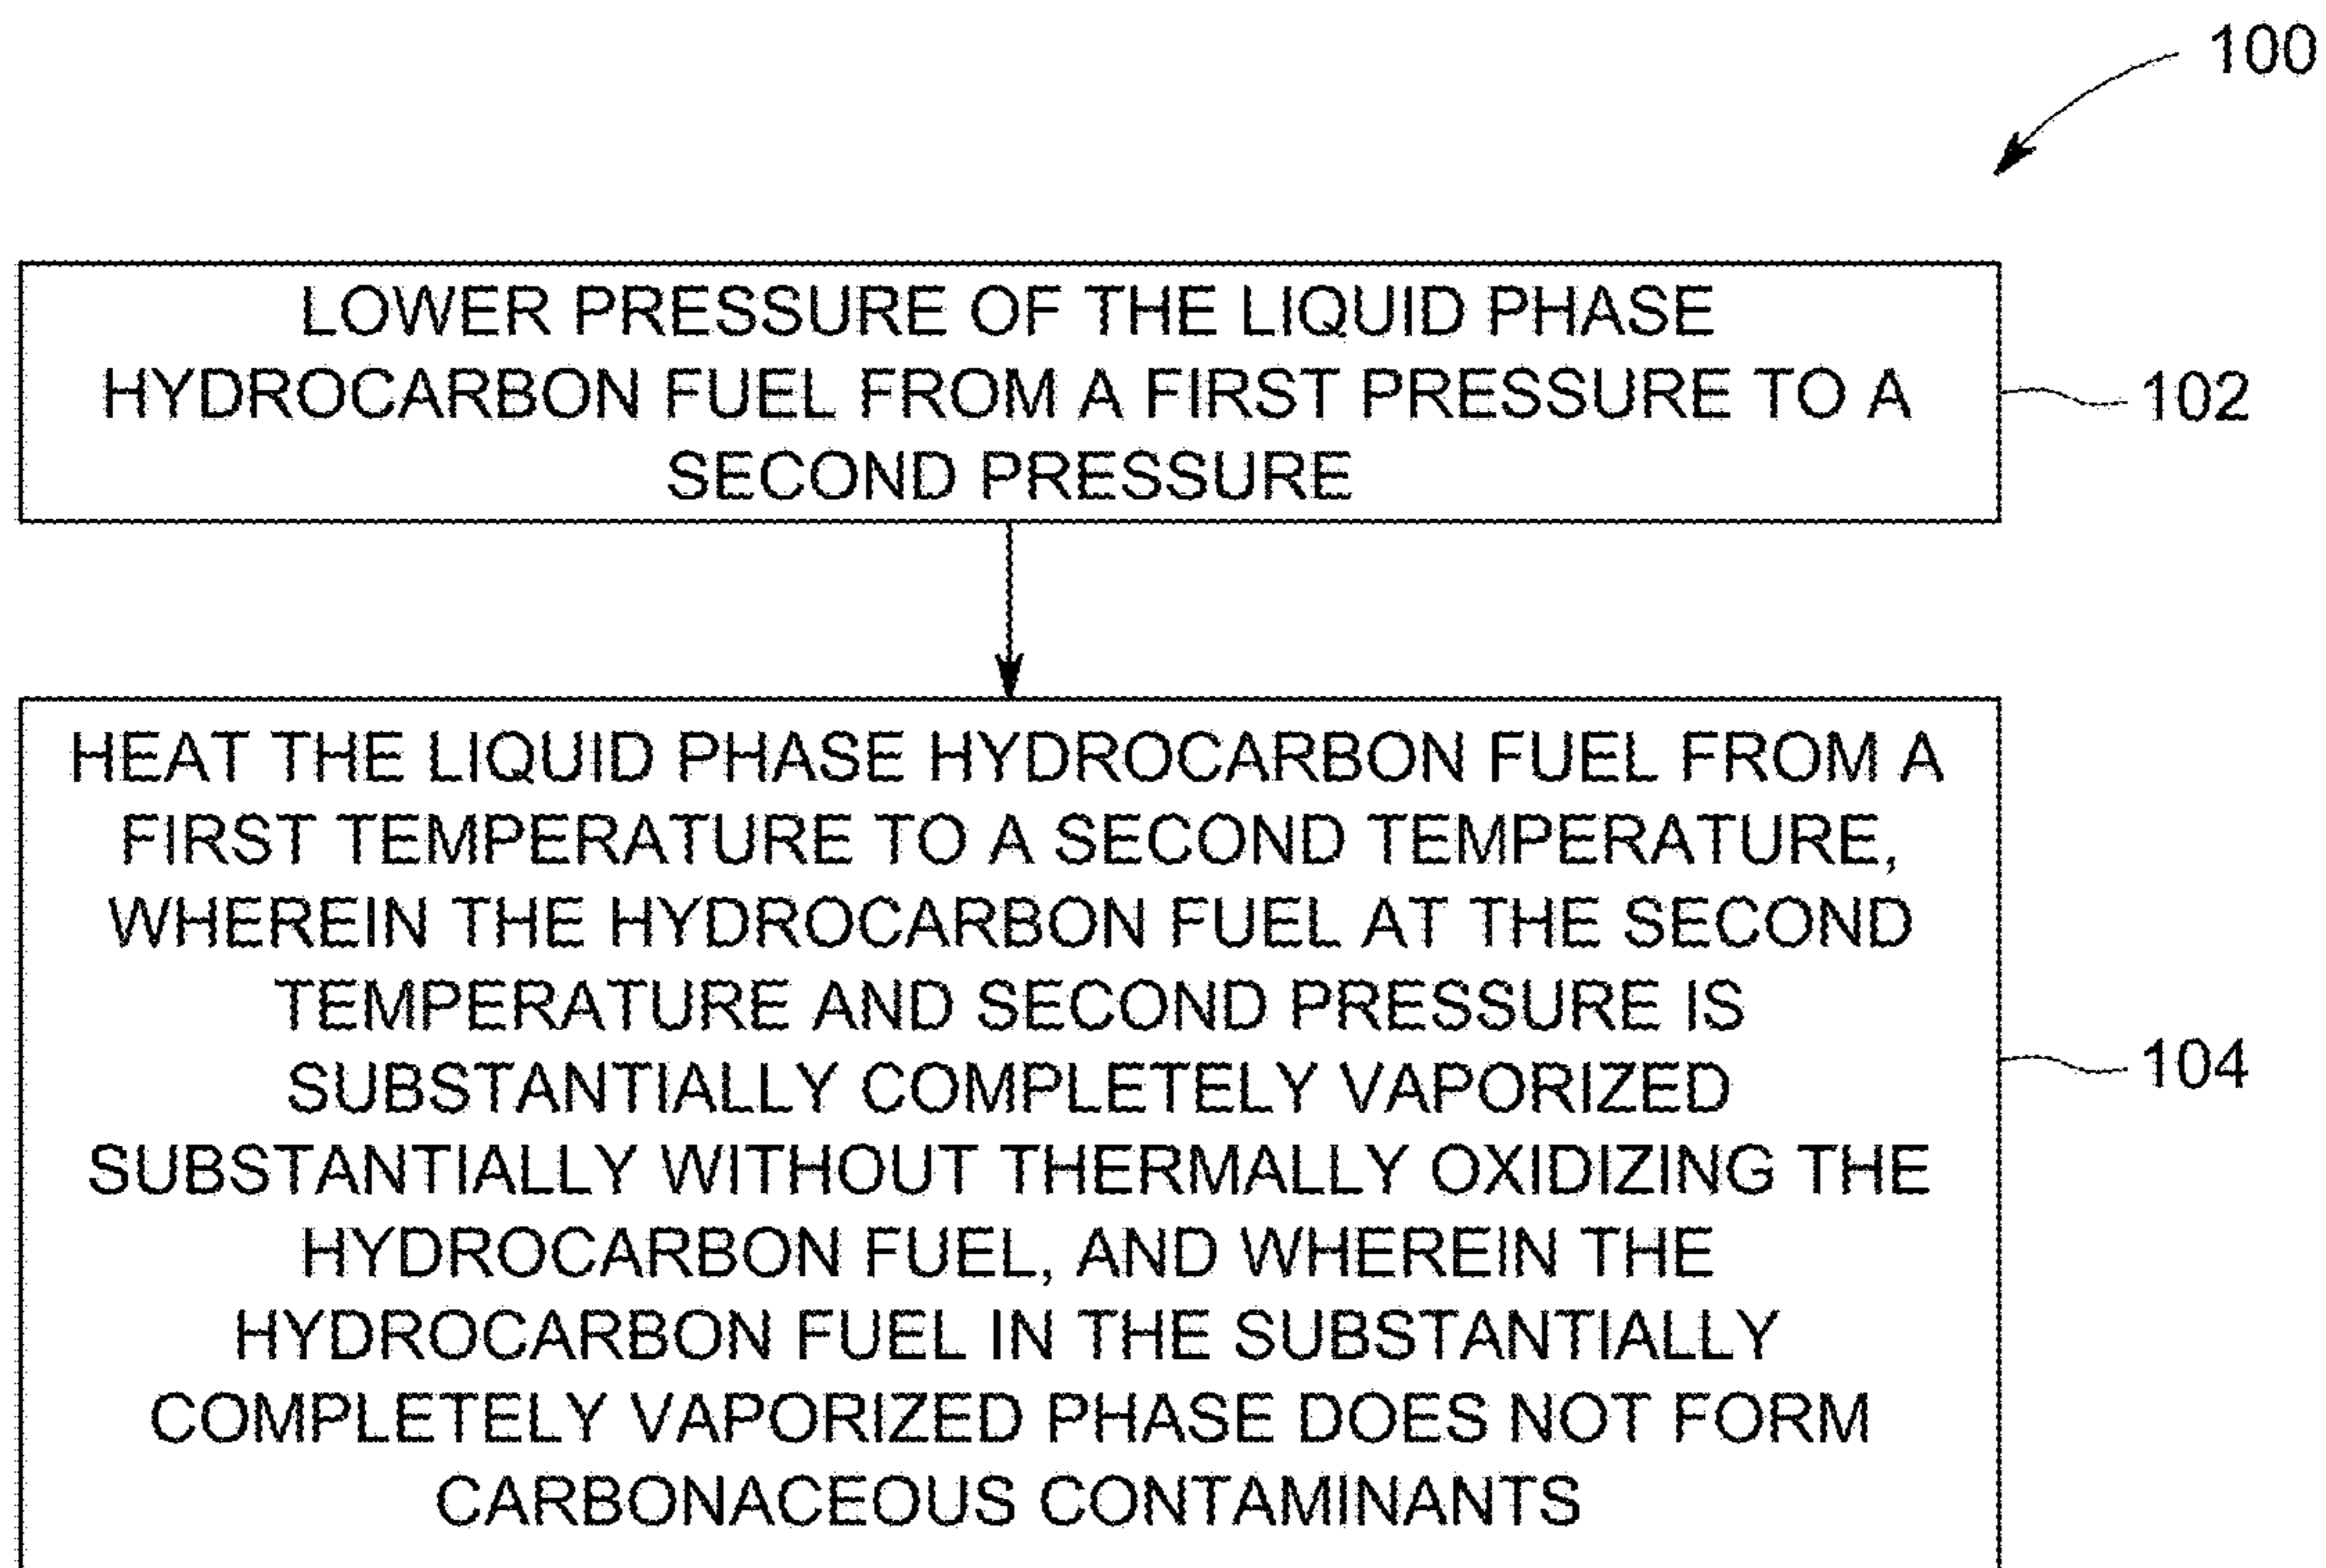 100
LOWER PRESSURE OF THE LIQUID PHASE
HYDROCARBON FUEL FROM A FIRST PRESSURE TO A
SECOND PRESSURE
102
HEAT THE LIQUID PHASE HYDROCARBON FUEL FROM A
FIRST TEMPERATURE TO A SECOND TEMPERATURE,
WHEREIN THE HYDROCARBON FUEL AT THE SECOND
TEMPERATURE AND SECOND PRESSURE IS
SUBSTANTIALLY COMPLETELY VAPORIZED
SUBSTANTIALLY WITHOUT THERMALLY OXIDIZING THE
HYDROCARBON FUEL, AND WHEREIN THE
HYDROCARBON FUEL IN THE SUBSTANTIALLY
COMPLETELY VAPORIZED PHASE DOES NOT FORM
CARBONACEOUS CONTAMINANTS
104